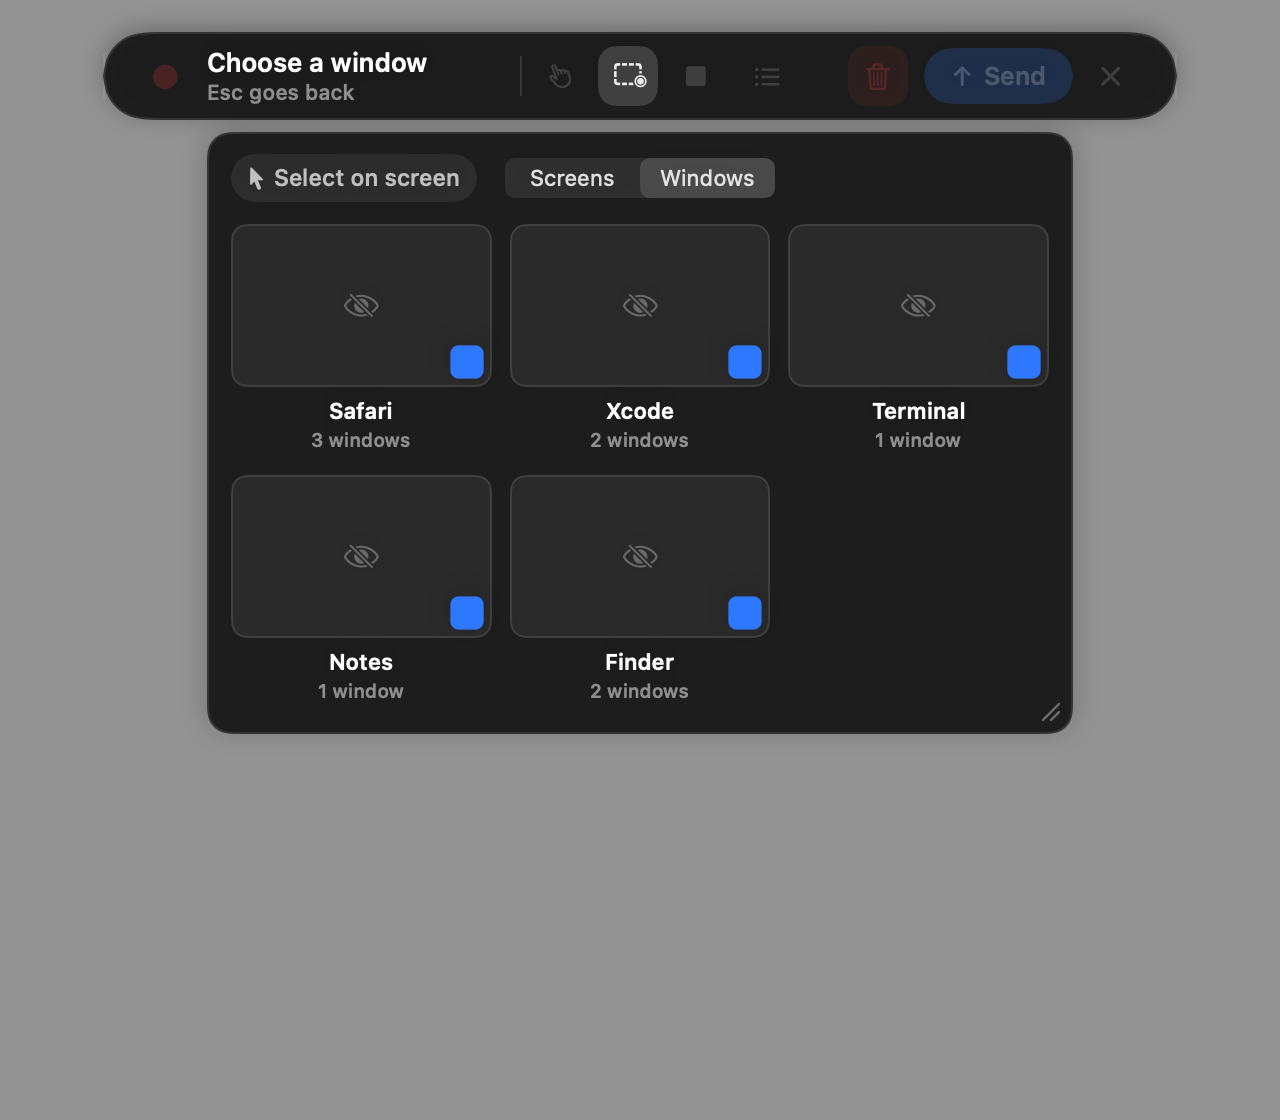 Choose a window
Esc goes back
Send
Select on screen
Screens
Windows
Safari
3 windows
Xcode
2 windows
Terminal
1 window
Notes
1 window
Finder
2 windows